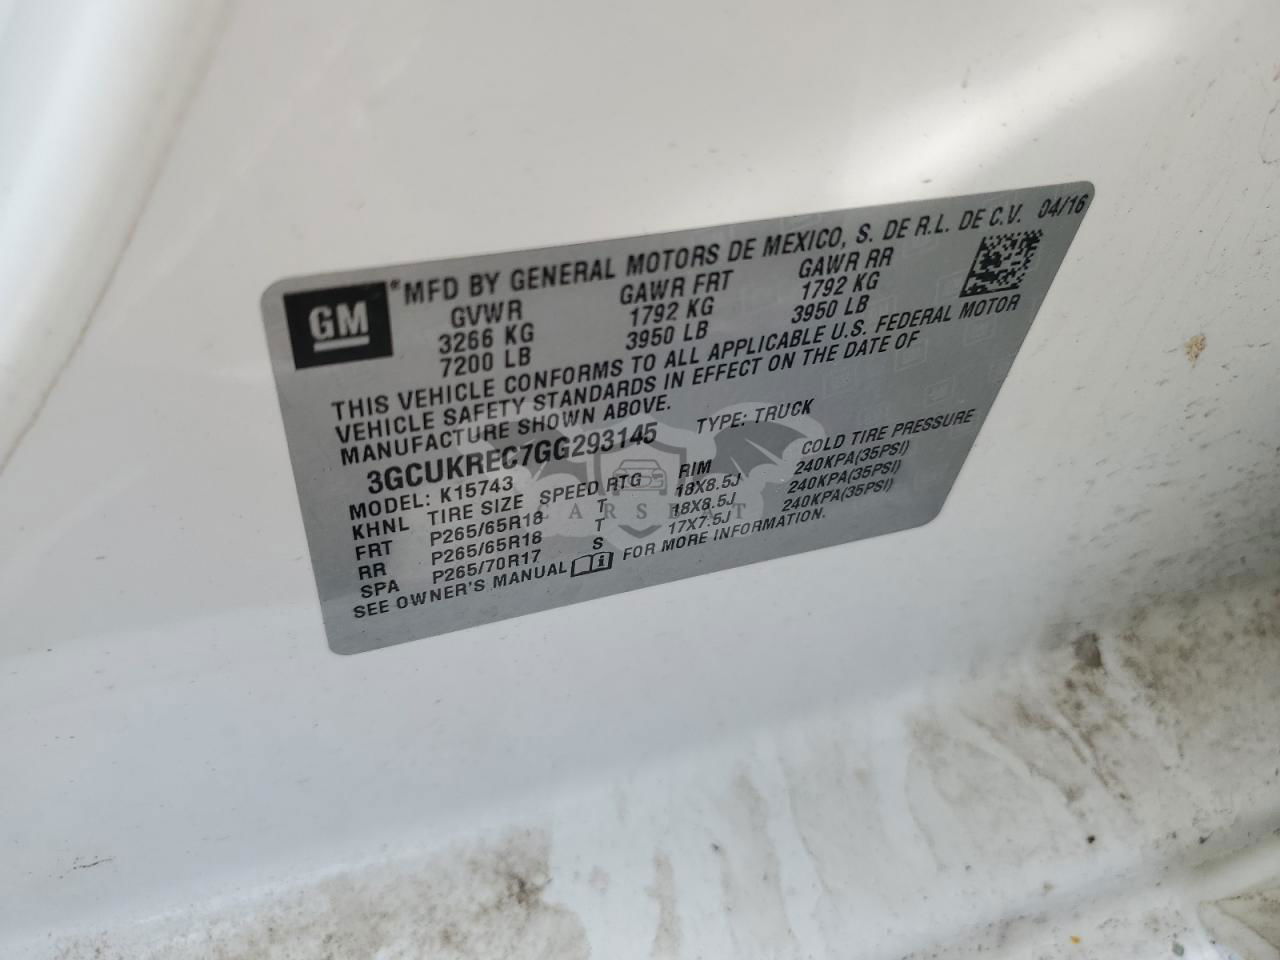 GM
® MFD BY GENERAL MOTORS DE MEXICO, S. DE R.L. DE C.V. 04/16
GVWR GAWR FRT GAWR RR
3266 KG 1792 KG 1792 KG
7200 LB 3950 LB 3950 LB
THIS VEHICLE CONFORMS TO ALL APPLICABLE U.S. FEDERAL MOTOR
VEHICLE SAFETY STANDARDS IN EFFECT ON THE DATE OF
MANUFACTURE SHOWN ABOVE.
3GCUKREC7GG293145 TYPE: TRUCK
MODEL: K15743
KHNL TIRE SIZE SPEED RTG RIM COLD TIRE PRESSURE
FRT P265/65R18 T 18X8.5J 240KPA(35PSI)
RR P265/65R18 T 18X8.5J 240KPA(35PSI)
SPA P265/70R17 S 17X7.5J 240KPA(35PSI)
SEE OWNER'S MANUAL i FOR MORE INFORMATION.
CARSEAT